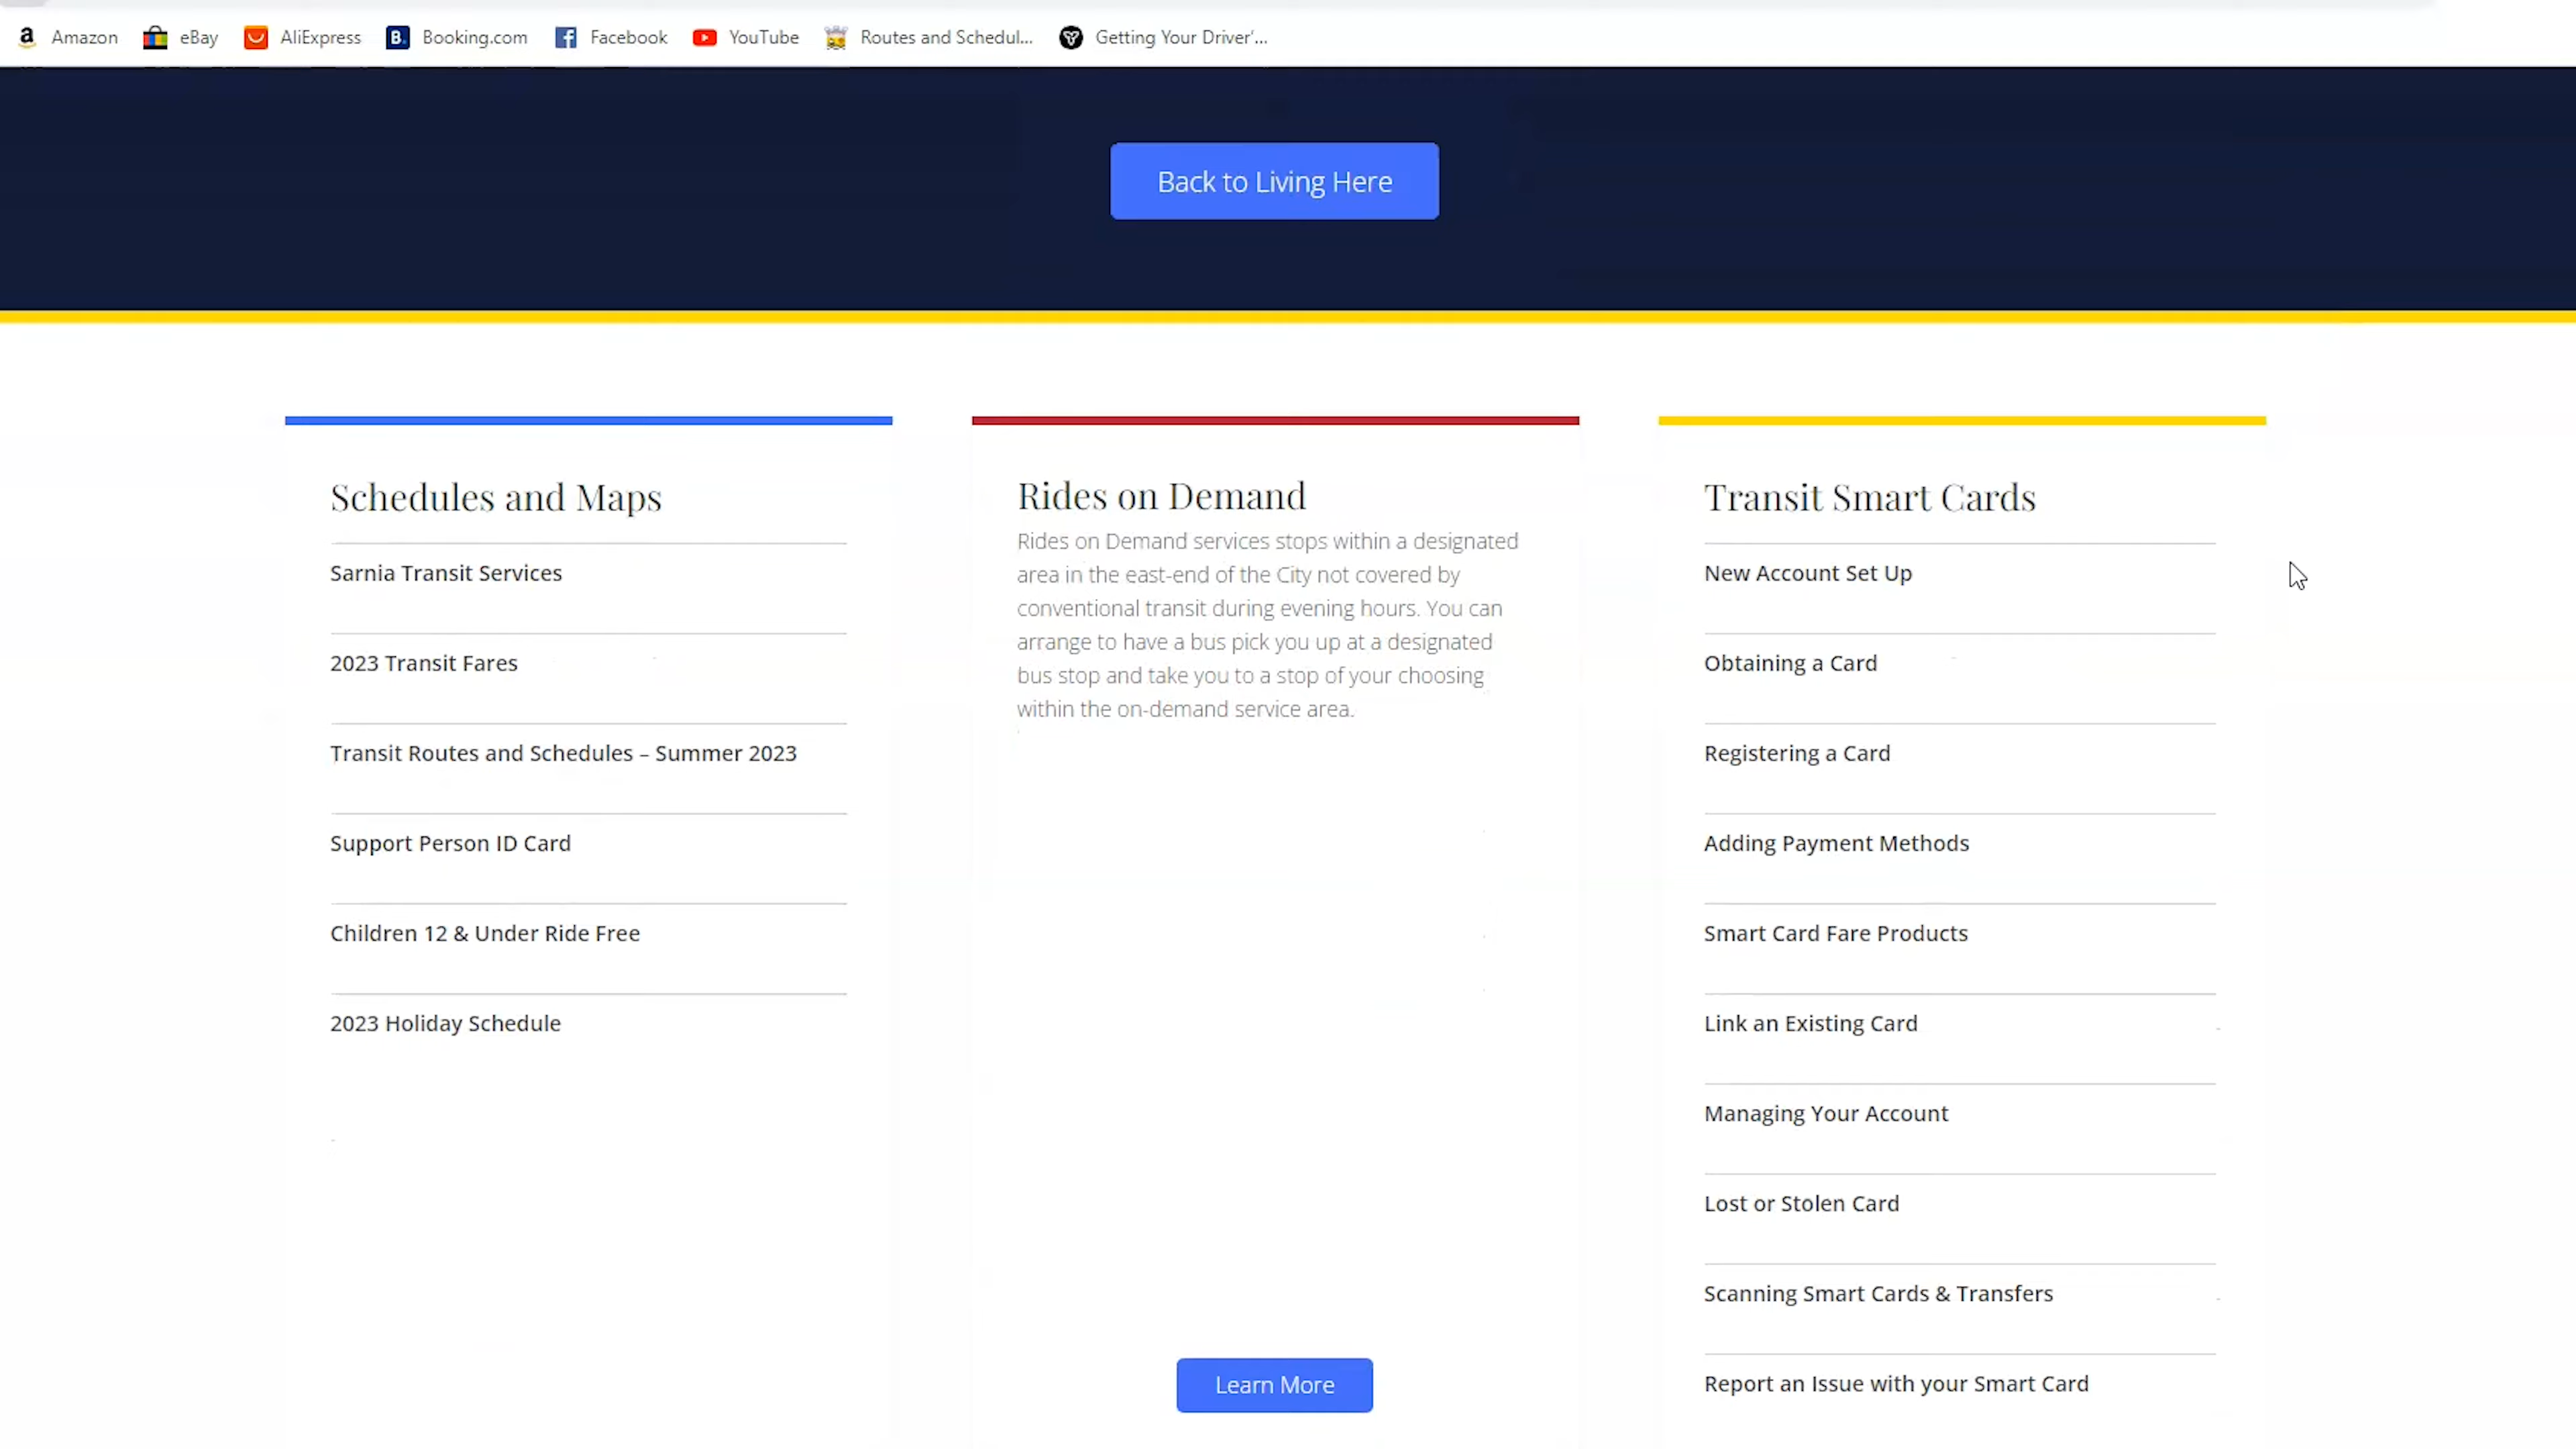 Amazon eBay AliExpress Booking.com Facebook YouTube Routes and Schedul... Getting Your Driver'...
Back to Living Here
Schedules and Maps
Sarnia Transit Services
2023 Transit Fares
Transit Routes and Schedules – Summer 2023
Support Person ID Card
Children 12 & Under Ride Free
2023 Holiday Schedule
Rides on Demand
Rides on Demand services stops within a designated
area in the east-end of the City not covered by
conventional transit during evening hours. You can
arrange to have a bus pick you up at a designated
bus stop and take you to a stop of your choosing
within the on-demand service area.
Learn More
Transit Smart Cards
New Account Set Up
Obtaining a Card
Registering a Card
Adding Payment Methods
Smart Card Fare Products
Link an Existing Card
Managing Your Account
Lost or Stolen Card
Scanning Smart Cards & Transfers
Report an Issue with your Smart Card